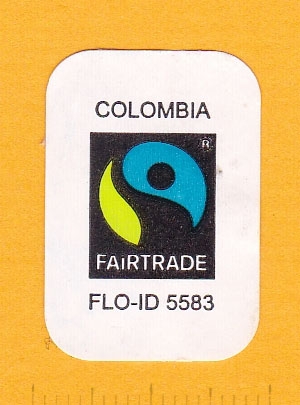 COLOMBIA
®
FAiRTRADE
FLO-ID 5583